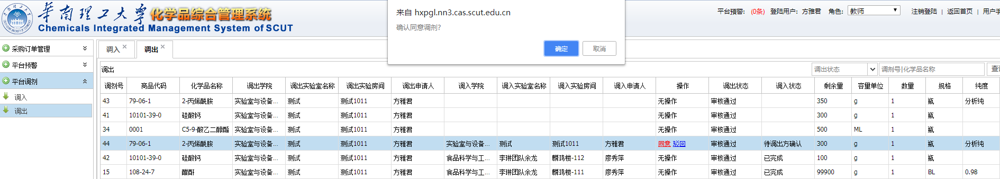 华南理工大学 化学品综合管理系统
Chemicals Integrated Management System of SCUT
来自 hxpgl.nn3.cas.scut.edu.cn
确认同意调剂?
确定 取消
平台预警: (0条) 登陆用户: 方雅君 角色: 教师 注销登陆 | 返回首页 | 用户手
采购订单管理
平台预警
平台调剂
调入
调出
调入 调出
调出
调出状态 调剂号|化学品名称 查
调剂号 商品代码 化学品名称 调出学院 调出实验室名称 调出实验房间 调出申请人 调入学院 调入实验室名称 调入实验房间 调入申请人 操作 调出状态 调入状态 剩余量 容量单位 数量 规格 纯度
43 79-06-1 2-丙烯酰胺 实验室与设备... 测试 测试1011 方雅君 无操作 审核通过 350 g 1 瓶 分析纯
41 10101-39-0 硅酸钙 实验室与设备... 测试 测试1011 方雅君 无操作 审核通过 300 g 1 瓶
34 0001 C5-9-酸乙二醇酯 实验室与设备... 测试 测试1011 方雅君 无操作 审核通过 500 ML 1 瓶
44 79-06-1 2-丙烯酰胺 实验室与设备... 测试 测试1011 方雅君 实验室与设备... 测试 测试1011 方雅君 同意 驳回 审核通过 待调出方确认 300 g 1 瓶 分析纯
42 10101-39-0 硅酸钙 实验室与设备... 测试 测试1011 方雅君 食品科学与工... 李琳团队余龙 麟鸿楼-112 廖秀萍 无操作 审核通过 已完成 100 g 1 瓶
15 108-24-7 醋酐 实验室与设备... 测试 测试1011 方雅君 食品科学与工... 李琳团队余龙 麟鸿楼-111 廖秀萍 无操作 审核通过 已完成 99900 g 1 BL 0.98